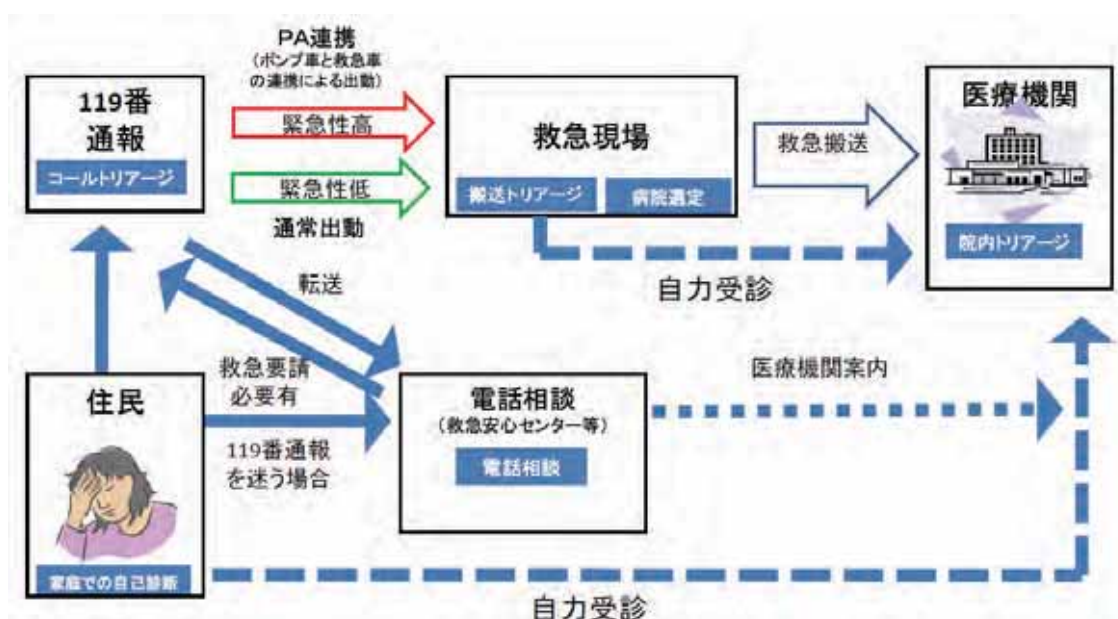 PA連携
(ポンプ車と救急車
の連携による出動)
119番
通報
コールトリアージ
緊急性高
緊急性低
通常出動
救急現場
搬送トリアージ
病院選定
救急搬送
医療機関
院内トリアージ
自力受診
転送
救急要請
必要有
住民
家庭での自己診断
119番通報
を迷う場合
電話相談
(救急安心センター等)
電話相談
医療機関案内
自力受診